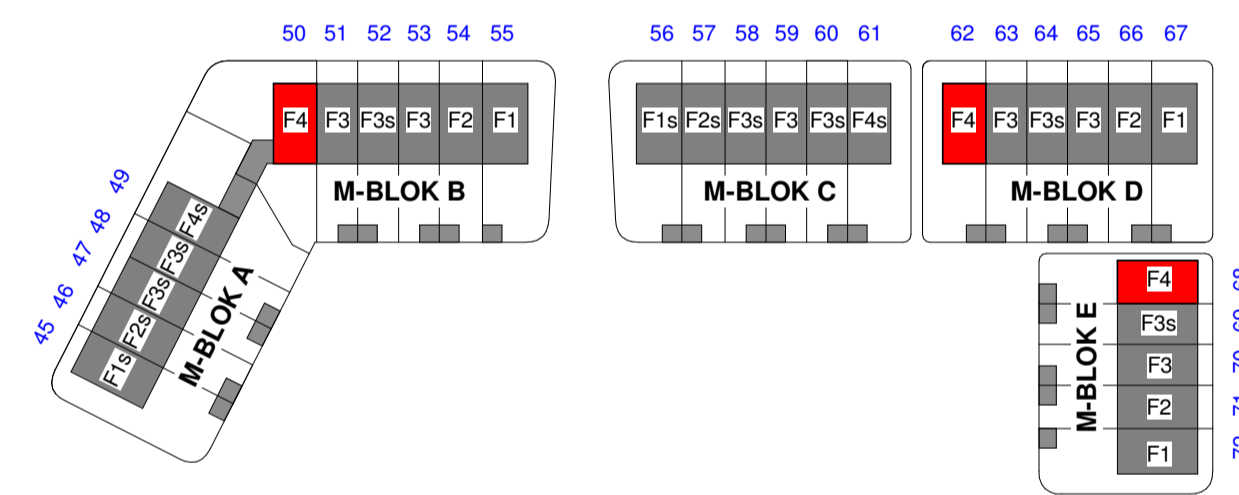 50 51 52 53 54 55
F4 F3 F3s F3 F2 F1
M-BLOK B
56 57 58 59 60 61
F1s F2s F3s F3 F3s F4s
M-BLOK C
62 63 64 65 66 67
F4 F3 F3s F3 F2 F1
M-BLOK D
49
48
47
46
45
F4s
F3s
F3s
F2s
F1s
M-BLOK A
F4
F3s
F3
F2
F1
M-BLOK E